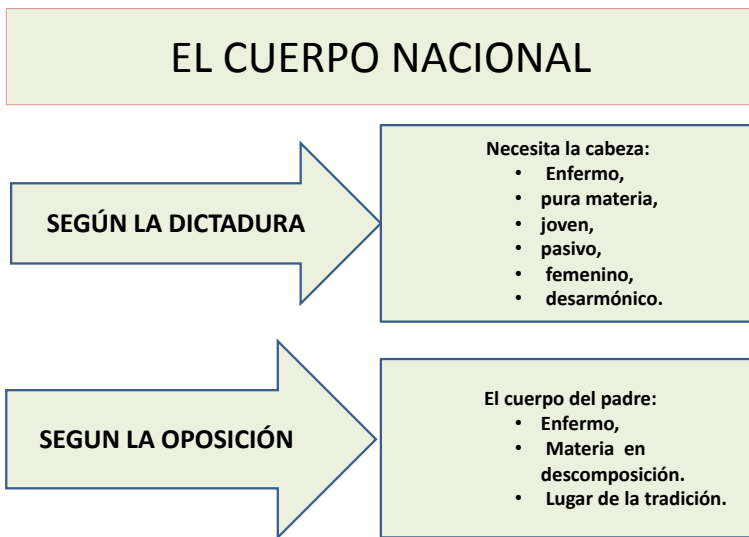 EL CUERPO NACIONAL
SEGÚN LA DICTADURA
Necesita la cabeza:
• Enfermo,
• pura materia,
• joven,
• pasivo,
• femenino,
• desarmónico.
SEGUN LA OPOSICIÓN
El cuerpo del padre:
• Enfermo,
• Materia en
descomposición.
• Lugar de la tradición.